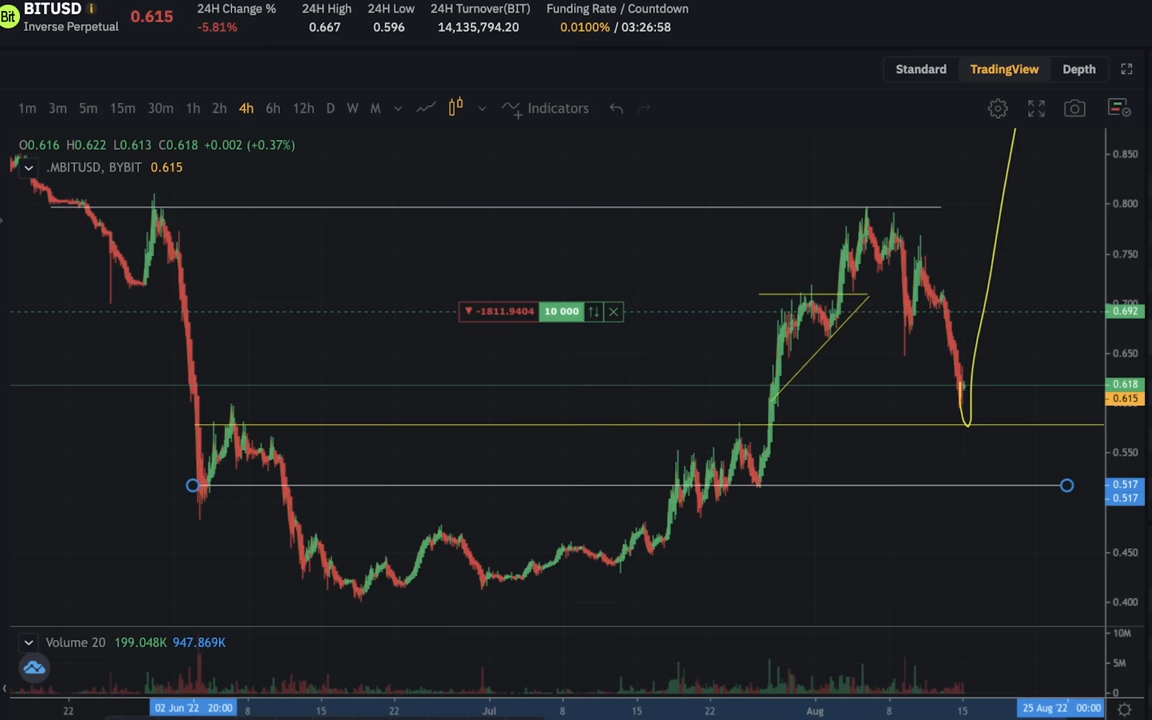 Bit BITUSD i 0.615 24H Change % 24H High 24H Low 24H Turnover(BIT) Funding Rate / Countdown
Inverse Perpetual -5.81% 0.667 0.596 14,135,794.20 0.0100% / 03:26:58
Standard TradingView Depth
1m 3m 5m 15m 30m 1h 2h 4h 6h 12h D W M Indicators
O0.616 H0.622 L0.613 C0.618 +0.002 (+0.37%)
.MBITUSD, BYBIT 0.615
0.850
0.800
0.750
0.700
-1811.9404 10 000 0.692
0.650
0.618
0.615
0.550
0.517
0.517
0.450
0.400
Volume 20 199.048K 947.869K
10M
5M
0
22 02 Jun '22 20:00 8 15 22 Jul 8 15 22 Aug 8 15 25 Aug '22 00:00